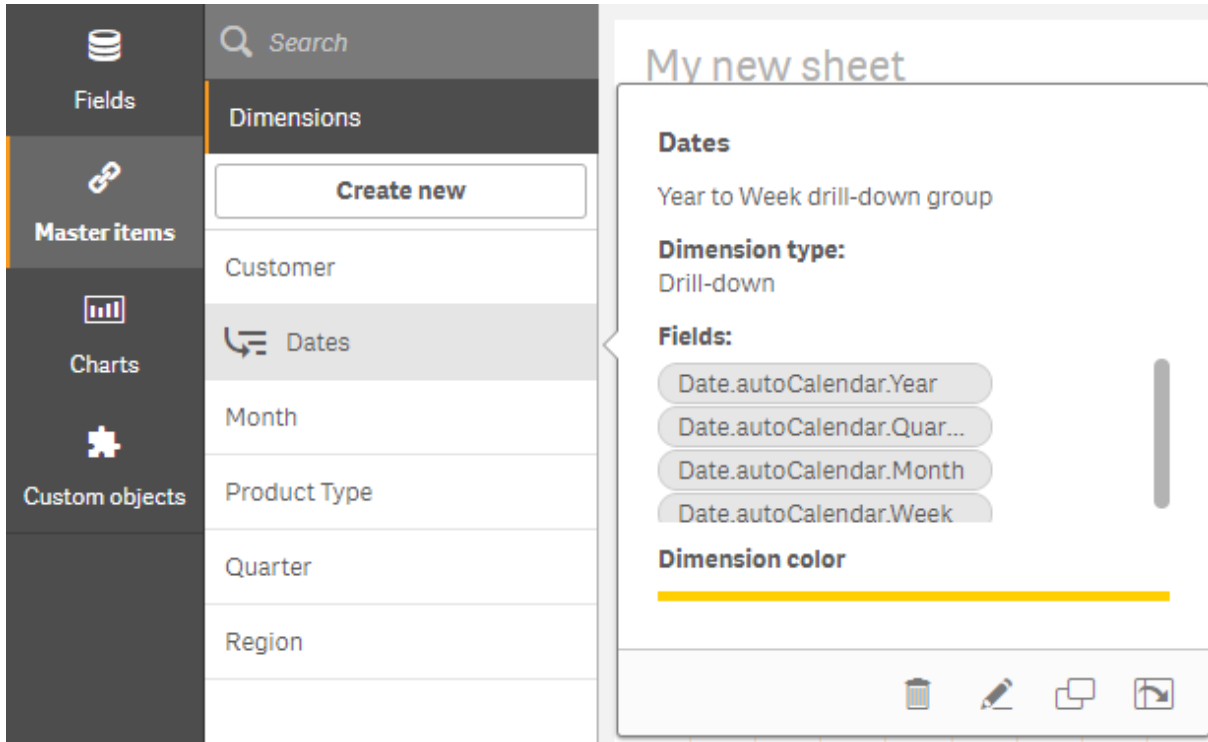 Fields
Master items
Charts
Custom objects
Search
Dimensions
Create new
Customer
Dates
Month
Product Type
Quarter
Region
My new sheet
Dates
Year to Week drill-down group
Dimension type:
Drill-down
Fields:
Date.autoCalendar.Year
Date.autoCalendar.Quar...
Date.autoCalendar.Month
Date.autoCalendar.Week
Dimension color